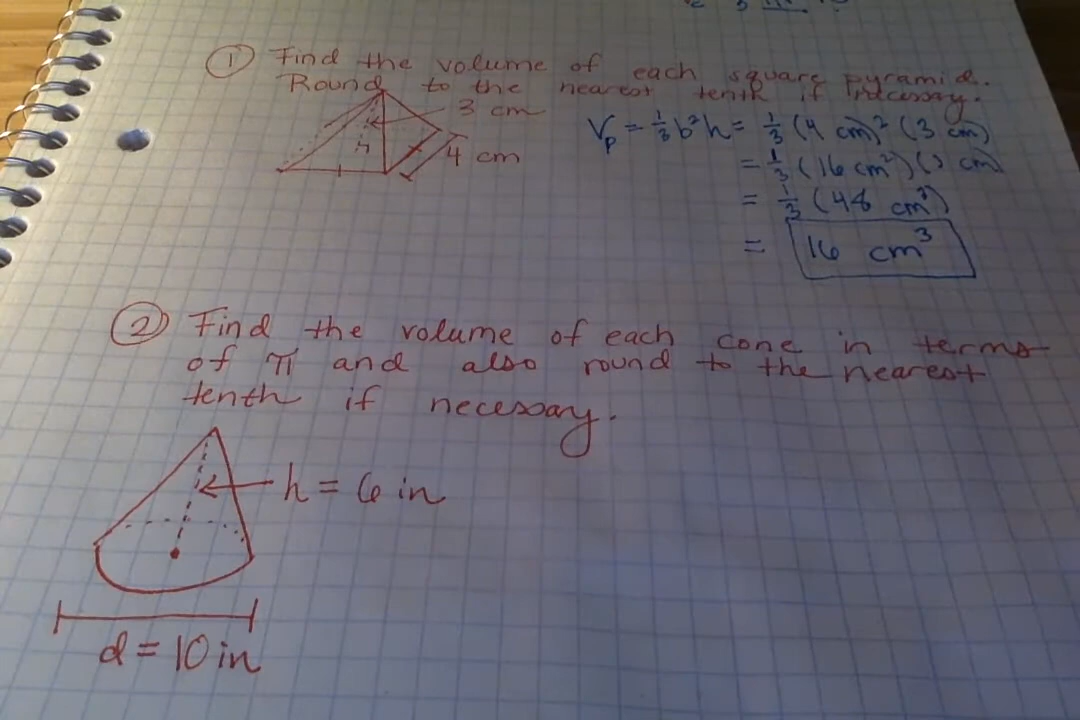 ① Find the volume of each square pyramid.
Round to the nearest tenth if necessary.
3 cm
h
4 cm
Vp = 1/3 b² h = 1/3 (4 cm)² (3 cm)
= 1/3 (16 cm²) (3 cm)
= 1/3 (48 cm³)
= 16 cm³
② Find the volume of each cone in terms
of π and also round to the nearest
tenth if necessary.
h = 6 in
d = 10 in